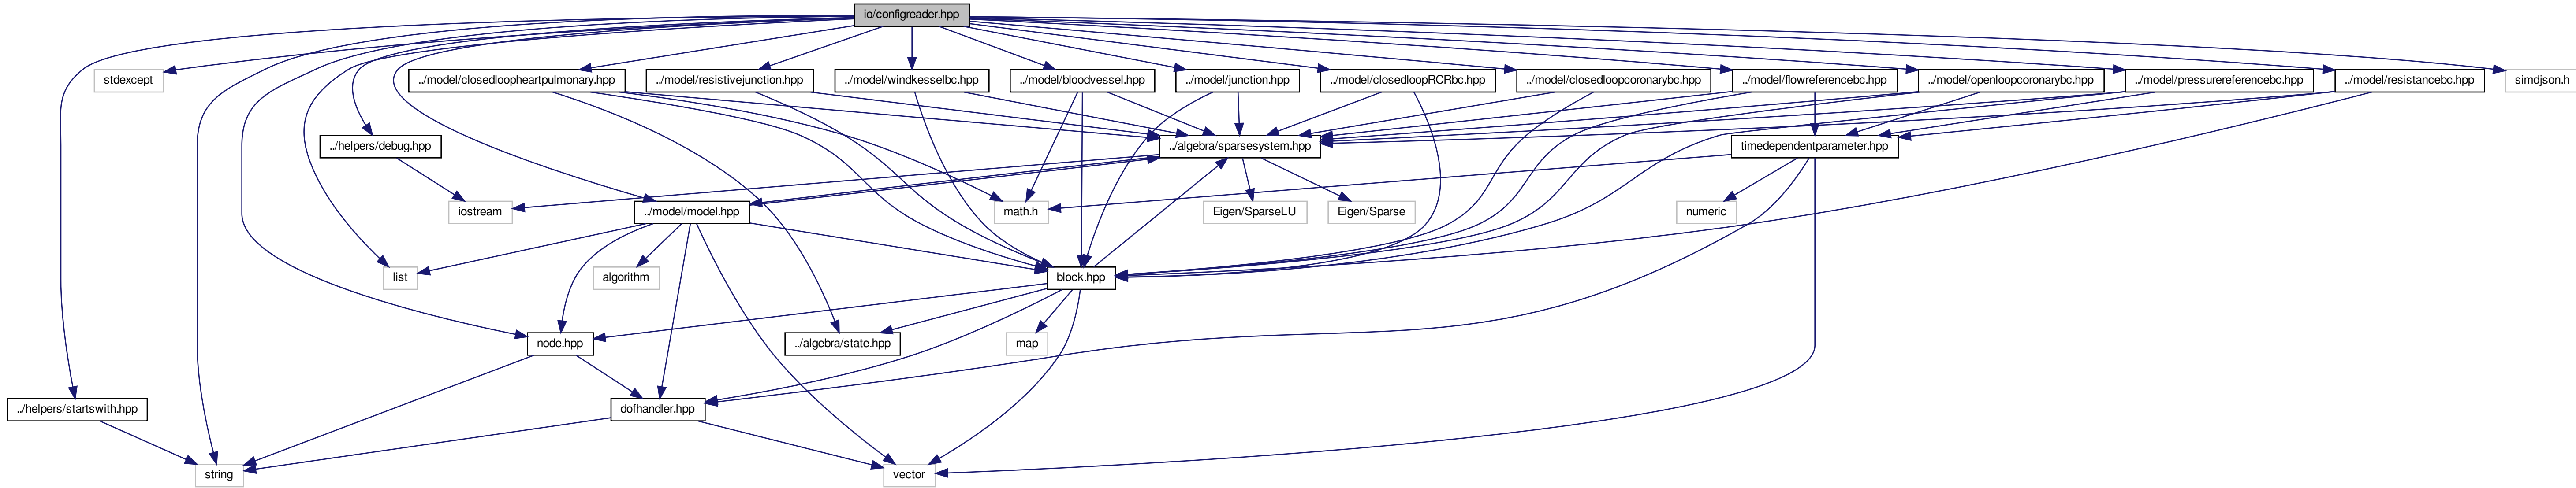 io/configreader.hpp
stdexcept
../model/closedloopheartpulmonary.hpp
../model/resistivejunction.hpp
../model/windkesselbc.hpp
../model/bloodvessel.hpp
../model/junction.hpp
../model/closedloopRCRbc.hpp
../model/closedloopcoronarybc.hpp
../model/flowreferencebc.hpp
../model/openloopcoronarybc.hpp
../model/pressurereferencebc.hpp
../model/resistancebc.hpp
simdjson.h
../helpers/debug.hpp
../algebra/sparsesystem.hpp
timedependentparameter.hpp
iostream
../model/model.hpp
math.h
Eigen/SparseLU
Eigen/Sparse
numeric
list
algorithm
block.hpp
node.hpp
../algebra/state.hpp
map
../helpers/startswith.hpp
dofhandler.hpp
string
vector